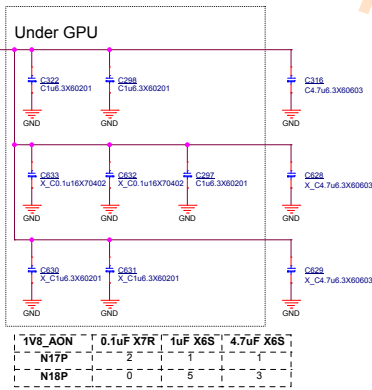 Under GPU
C322
C1u6.3X60201
C298
C1u6.3X60201
C316
C4.7u6.3X60603
GND
GND
GND
C633
X_C0.1u16X70402
C632
X_C0.1u16X70402
C297
C1u6.3X60201
C628
X_C4.7u6.3X60603
GND
GND
GND
GND
C630
X_C1u6.3X60201
C631
X_C1u6.3X60201
C629
X_C4.7u6.3X60603
GND
GND
GND
1V8_AON 0.1uF X7R 1uF X6S 4.7uF X6S
N17P 2 1 1
N18P 0 5 3